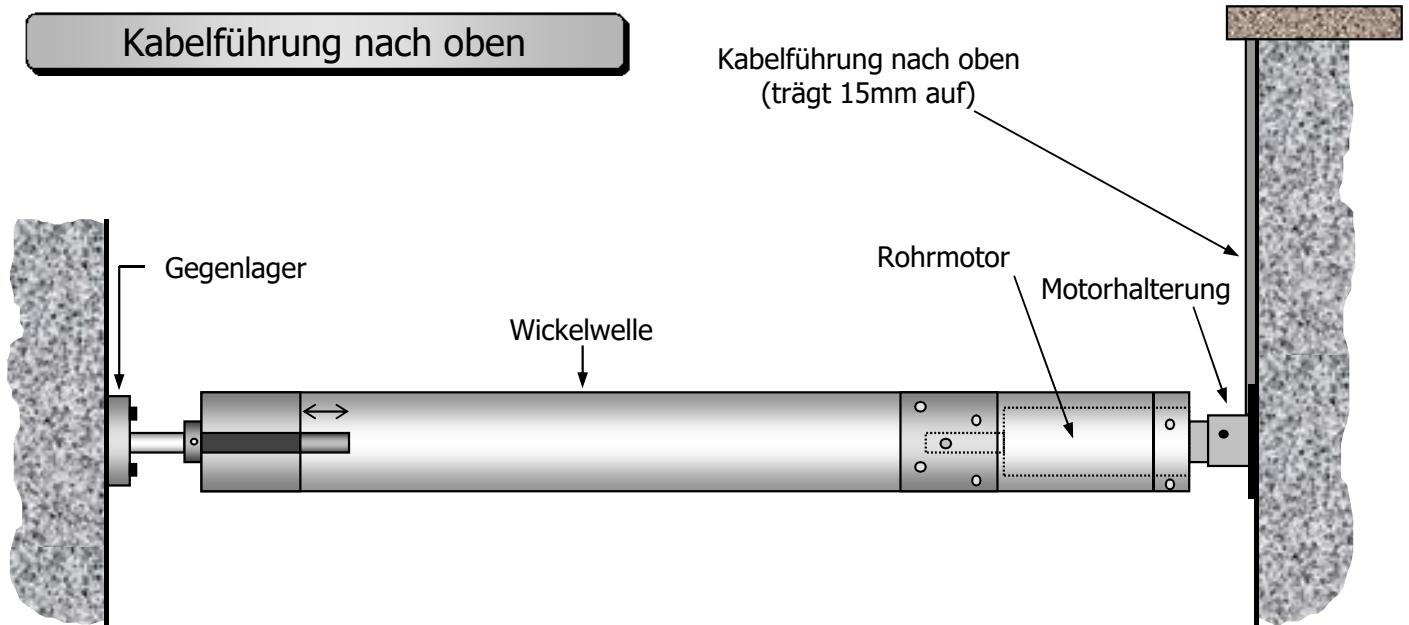 Kabelführung nach oben
Kabelführung nach oben
(trägt 15mm auf)
Gegenlager
Wickelwelle
Rohrmotor
Motorhalterung